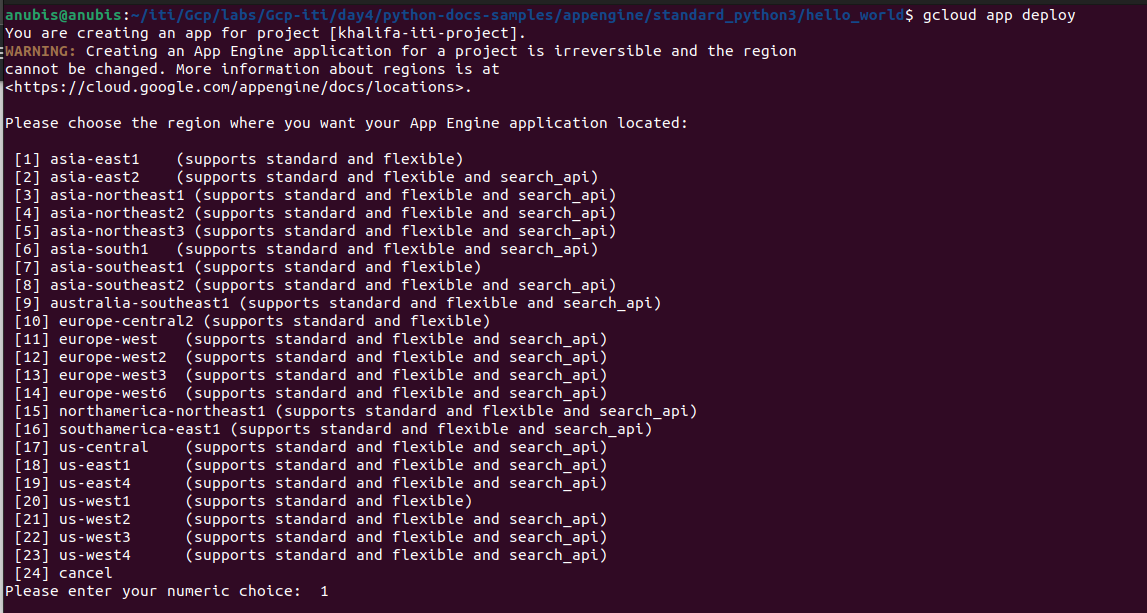 anubis@anubis:~/iti/Gcp/labs/Gcp-iti/day4/python-docs-samples/appengine/standard_python3/hello_world$ gcloud app deploy
You are creating an app for project [khalifa-iti-project].
WARNING: Creating an App Engine application for a project is irreversible and the region
cannot be changed. More information about regions is at
<https://cloud.google.com/appengine/docs/locations>.
Please choose the region where you want your App Engine application located:
[1] asia-east1    (supports standard and flexible)
[2] asia-east2    (supports standard and flexible and search_api)
[3] asia-northeast1 (supports standard and flexible and search_api)
[4] asia-northeast2 (supports standard and flexible and search_api)
[5] asia-northeast3 (supports standard and flexible and search_api)
[6] asia-south1   (supports standard and flexible and search_api)
[7] asia-southeast1 (supports standard and flexible)
[8] asia-southeast2 (supports standard and flexible and search_api)
[9] australia-southeast1 (supports standard and flexible and search_api)
[10] europe-central2 (supports standard and flexible)
[11] europe-west   (supports standard and flexible and search_api)
[12] europe-west2  (supports standard and flexible and search_api)
[13] europe-west3  (supports standard and flexible and search_api)
[14] europe-west6  (supports standard and flexible and search_api)
[15] northamerica-northeast1 (supports standard and flexible and search_api)
[16] southamerica-east1 (supports standard and flexible and search_api)
[17] us-central    (supports standard and flexible and search_api)
[18] us-east1      (supports standard and flexible and search_api)
[19] us-east4      (supports standard and flexible and search_api)
[20] us-west1      (supports standard and flexible)
[21] us-west2      (supports standard and flexible and search_api)
[22] us-west3      (supports standard and flexible and search_api)
[23] us-west4      (supports standard and flexible and search_api)
[24] cancel
Please enter your numeric choice:  1